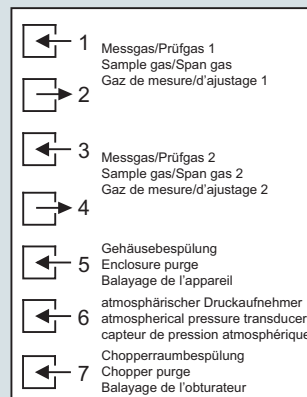 1
Messgas/Prüfgas 1
Sample gas/Span gas
Gaz de mesure/d'ajustage 1
2
3
Messgas/Prüfgas 2
Sample gas/Span gas 2
Gaz de mesure/d'ajustage 2
4
5
Gehäusebespülung
Enclosure purge
Balayage de l'appareil
6
atmosphärischer Druckaufnehmer
atmospherical pressure transducer
capteur de pression atmosphérique
7
Chopperraumbespülung
Chopper purge
Balayage de l'obturateur